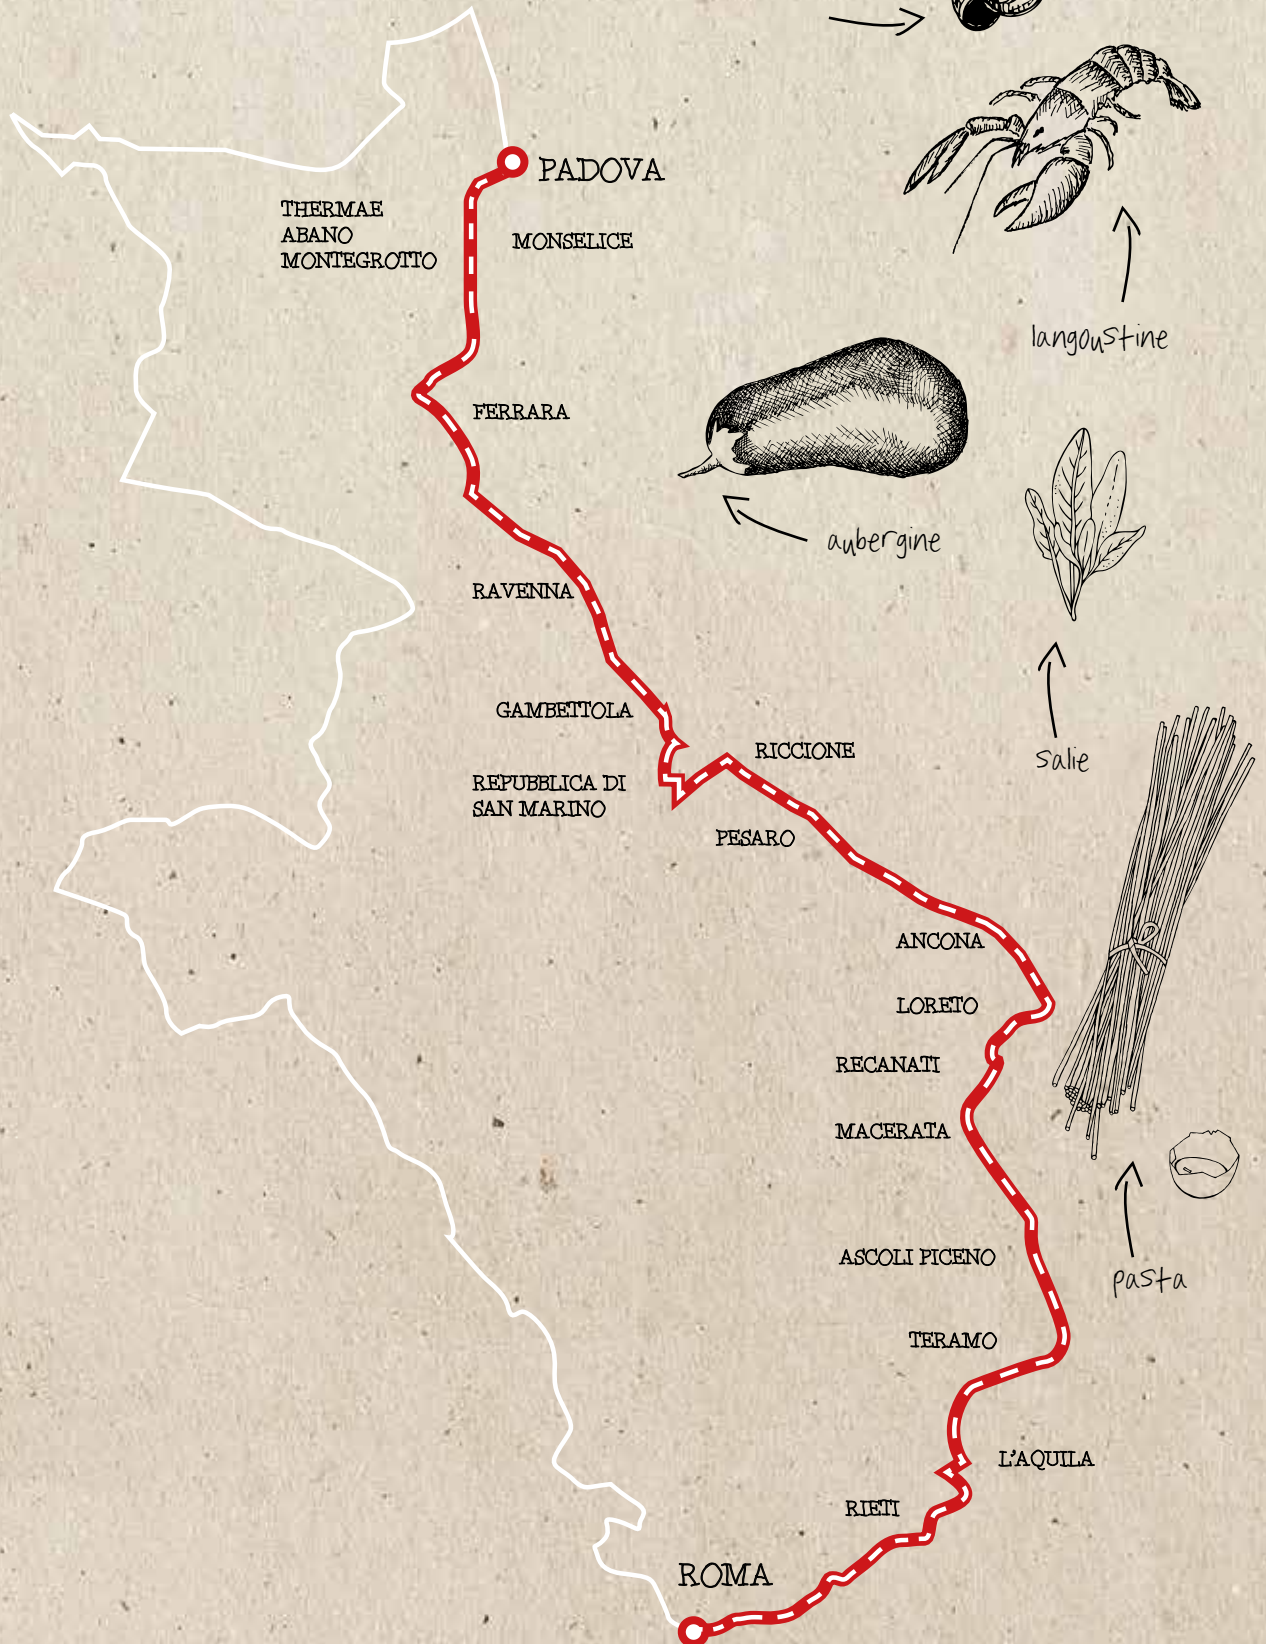 PADOVA
THERMAE
ABANO
MONTEGROTTO
MONSELICE
langoustine
FERRARA
aubergine
RAVENNA
GAMBETTOLA
RICCIONE
salie
REPUBBLICA DI
SAN MARINO
PESARO
ANCONA
LORETO
RECANATI
MACERATA
ASCOLI PICENO
pasta
TERAMO
L'AQUILA
RIETI
ROMA